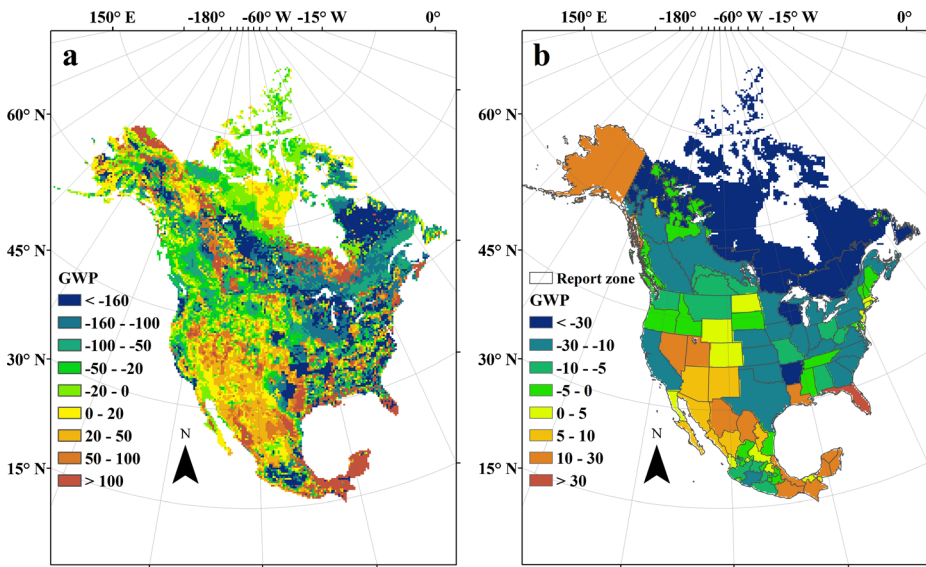 150° E -180° -60° W -15° W 0°
a
60° N
45° N
30° N
15° N
GWP
< -160
-160 - -100
-100 - -50
-50 - -20
-20 - 0
0 - 20
20 - 50
50 - 100
> 100
N
150° E -180° -60° W -15° W 0°
b
60° N
45° N
30° N
15° N
Report zone
GWP
< -30
-30 - -10
-10 - -5
-5 - 0
0 - 5
5 - 10
10 - 30
> 30
N